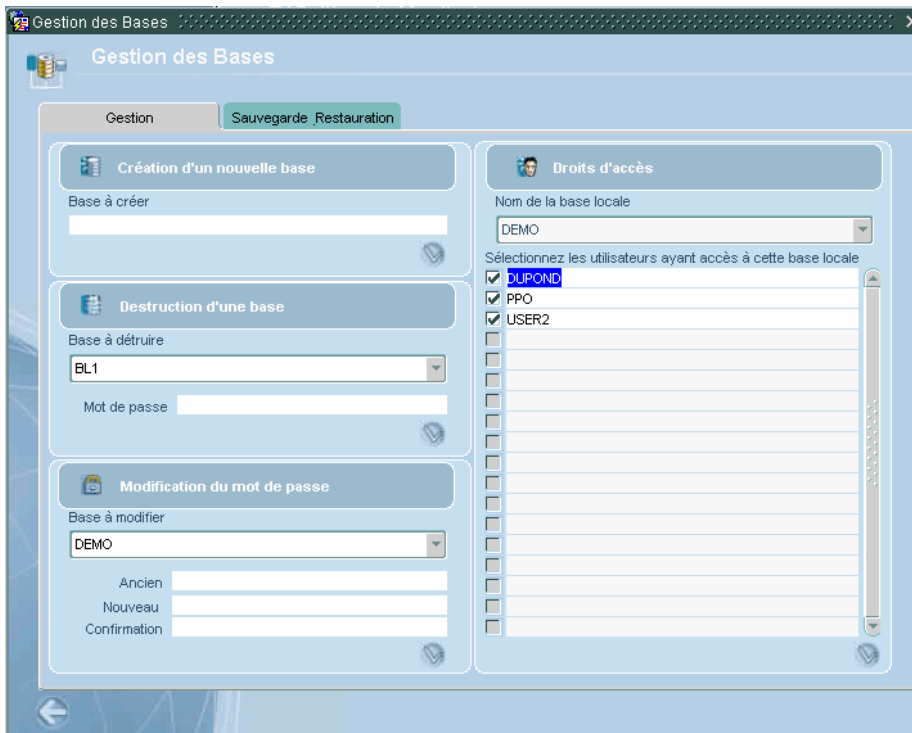 Gestion des Bases
Gestion des Bases
Gestion
Sauvegarde_Restauration
Création d'un nouvelle base
Base à créer
Destruction d'une base
Base à détruire
BL1
Mot de passe
Modification du mot de passe
Base à modifier
DEMO
Ancien
Nouveau
Confirmation
Droits d'accès
Nom de la base locale
DEMO
Sélectionnez les utilisateurs ayant accès à cette base locale
DUPOND
PPO
USER2